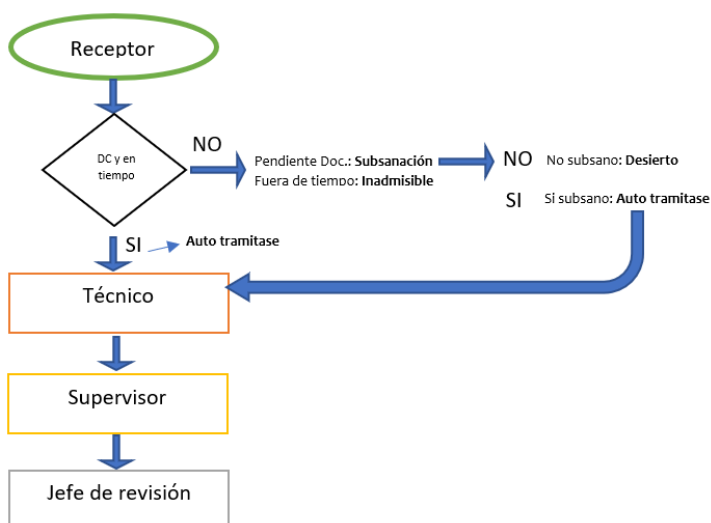 Receptor
DC y en
tiempo
NO
Pendiente Doc.: Subsanación
Fuera de tiempo: Inadmisible
NO No subsano: Desierto
SI Si subsano: Auto tramitase
SI Auto tramitase
Técnico
Supervisor
Jefe de revisión